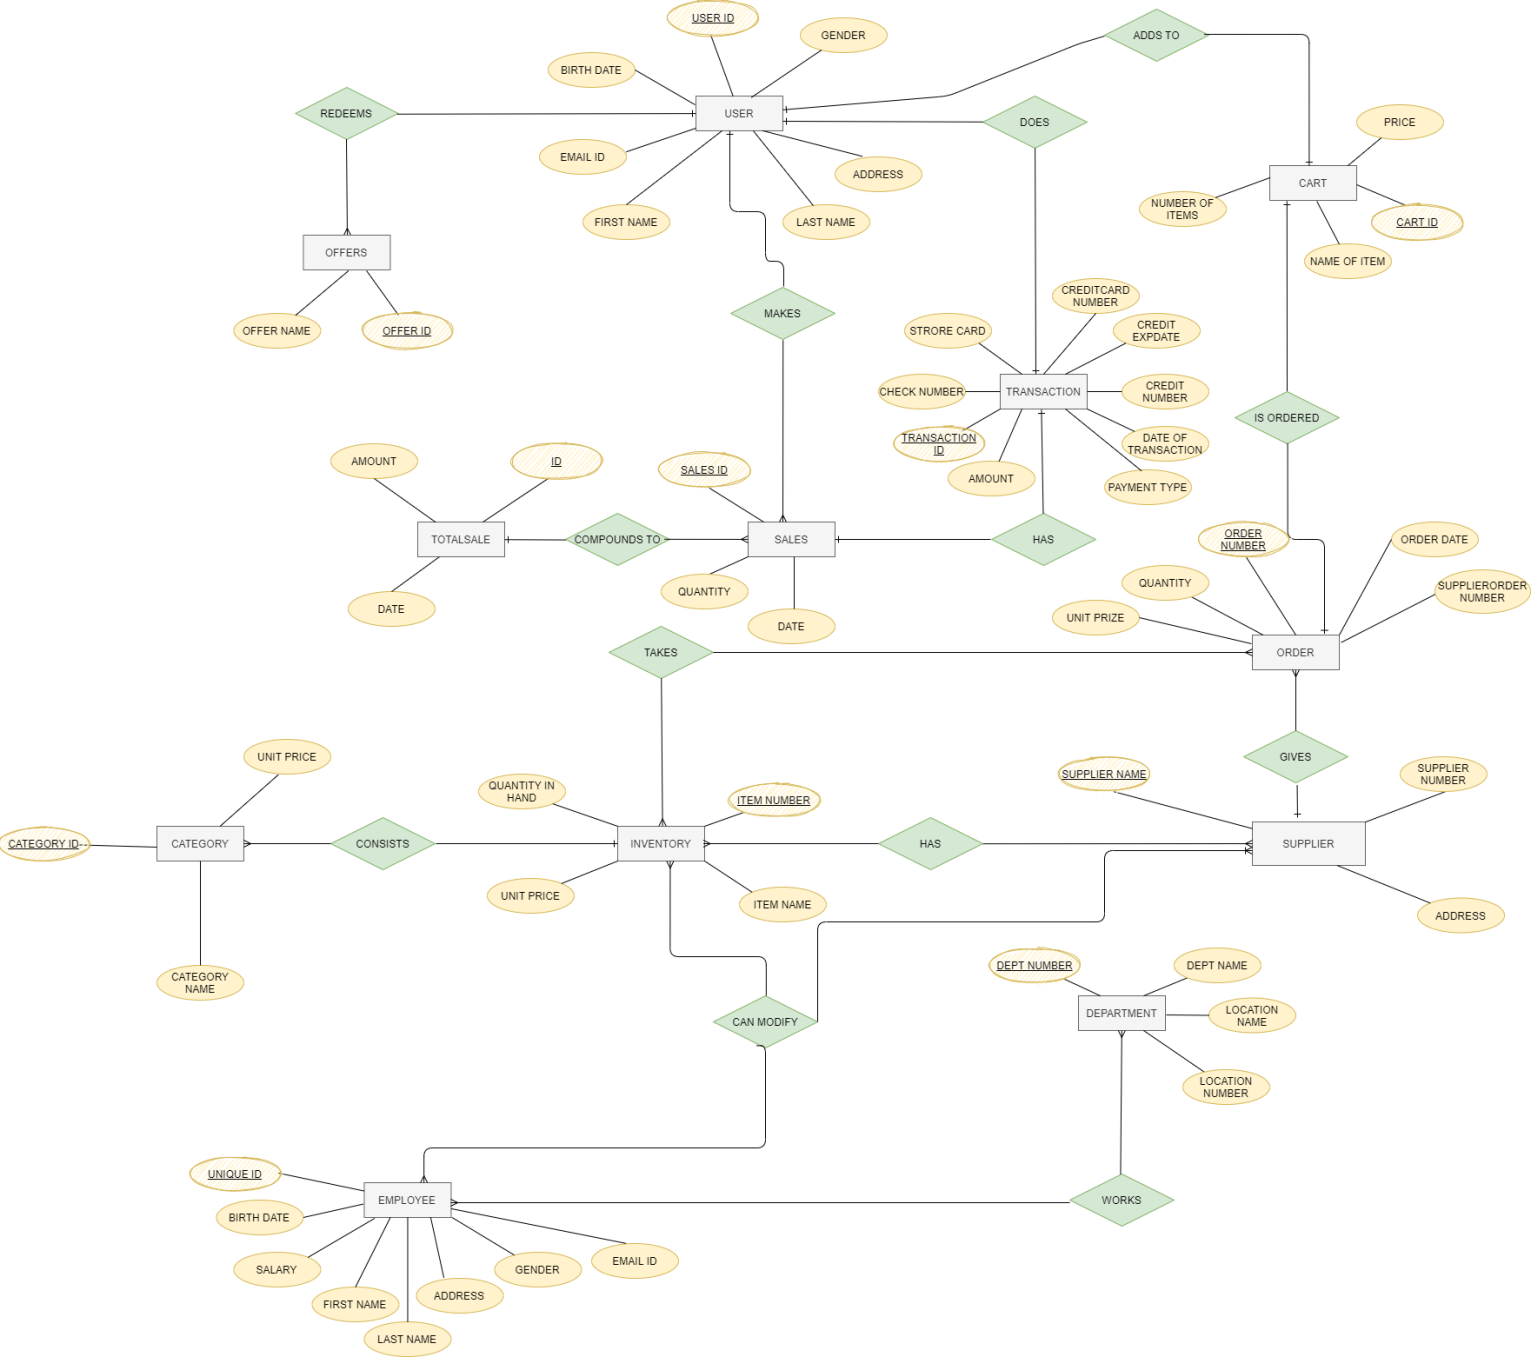 USER ID
GENDER
ADDS TO
BIRTH DATE
REDEEMS
USER
DOES
PRICE
EMAIL ID
ADDRESS
CART
NUMBER OF
ITEMS
FIRST NAME
LAST NAME
CART ID
OFFERS
NAME OF ITEM
CREDITCARD
NUMBER
MAKES
OFFER NAME
OFFER ID
STRORE CARD
CREDIT
EXPDATE
CHECK NUMBER
TRANSACTION
CREDIT
NUMBER
IS ORDERED
TRANSACTION
ID
DATE OF
TRANSACTION
AMOUNT
ID
SALES ID
AMOUNT
PAYMENT TYPE
TOTALSALE
COMPOUNDS TO
SALES
HAS
ORDER
NUMBER
ORDER DATE
QUANTITY
SUPPLIERORDER
NUMBER
QUANTITY
DATE
DATE
UNIT PRIZE
TAKES
ORDER
UNIT PRICE
GIVES
SUPPLIER NAME
SUPPLIER
NUMBER
QUANTITY IN
HAND
ITEM NUMBER
CATEGORY ID--
CATEGORY
CONSISTS
INVENTORY
HAS
SUPPLIER
UNIT PRICE
ITEM NAME
ADDRESS
CATEGORY
NAME
DEPT NUMBER
DEPT NAME
CAN MODIFY
DEPARTMENT
LOCATION
NAME
LOCATION
NUMBER
UNIQUE ID
EMPLOYEE
WORKS
BIRTH DATE
SALARY
GENDER
EMAIL ID
FIRST NAME
ADDRESS
LAST NAME